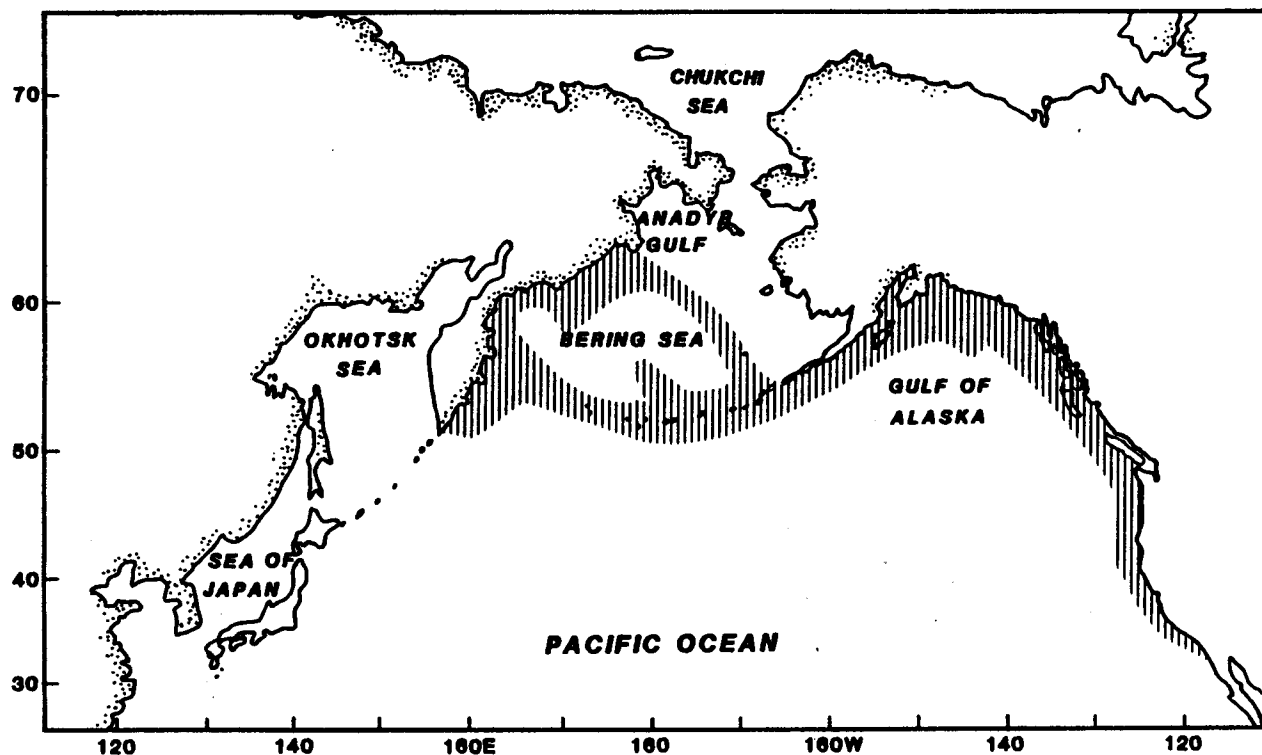 70
CHUKCHI
SEA
ANADYR
GULF
60
OKHOTSK
SEA
BERING SEA
GULF OF
ALASKA
50
SEA OF
JAPAN
40
PACIFIC OCEAN
30
120 140 160E 160 160W 140 120